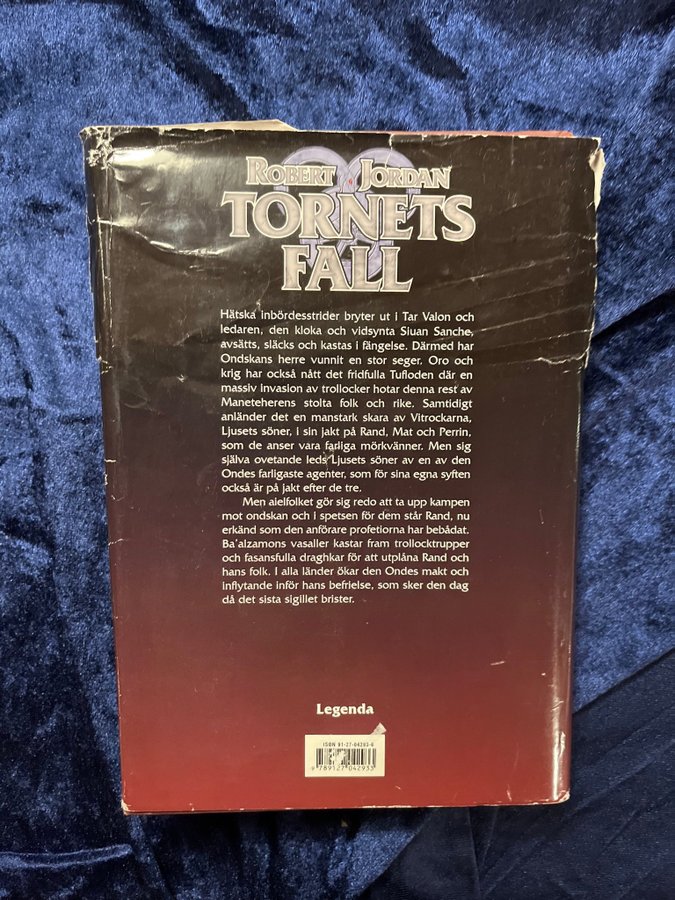 ROBERT JORDAN
TORNETS
FALL
Hätska inbördesstrider bryter ut i Tar Valon och
ledaren, den kloka och vidsynta Siuan Sanche,
avsätts, släcks och kastas i fängelse. Därmed har
Ondskans herre vunnit en stor seger. Oro och
krig har också nått det fridfulla Tufloden där en
massiv invasion av trollocker hotar denna rest av
Maneteherens stolta folk och rike. Samtidigt
anländer det en manstark skara av Vitrockarna,
Ljusets söner, i sin jakt på Rand, Mat och Perrin,
som de anser vara farliga mörkvänner. Men sig
själva ovetande leds Ljusets söner av en av den
Ondes farligaste agenter, som för sina egna syften
också är på jakt efter de tre.
Men aielfolket gör sig redo att ta upp kampen
mot ondskan och i spetsen för dem står Rand, nu
erkänd som den anförare profetiorna har bebådat.
Ba'alzamons vasaller kastar fram trollocktrupper
och fasansfulla draghkar för att utplåna Rand och
hans folk. I alla länder ökar den Ondes makt och
inflytande inför hans befrielse, som sker den dag
då det sista sigillet brister.
Legenda
ISBN 91-27-04293-6
9 789127 042933